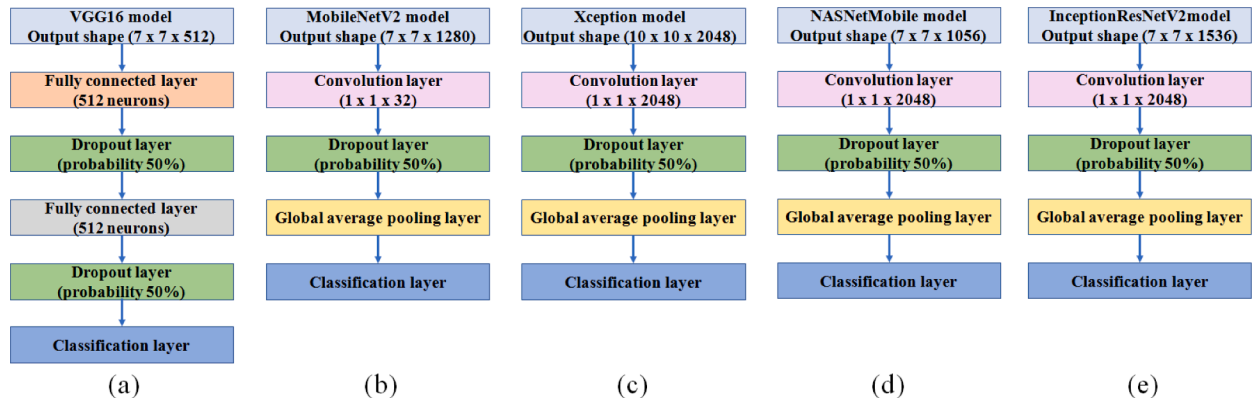 VGG16 model
Output shape (7 x 7 x 512)
Fully connected layer
(512 neurons)
Dropout layer
(probability 50%)
Fully connected layer
(512 neurons)
Dropout layer
(probability 50%)
Classification layer
(a)
MobileNetV2 model
Output shape (7 x 7 x 1280)
Convolution layer
(1 x 1 x 32)
Dropout layer
(probability 50%)
Global average pooling layer
Classification layer
(b)
Xception model
Output shape (10 x 10 x 2048)
Convolution layer
(1 x 1 x 2048)
Dropout layer
(probability 50%)
Global average pooling layer
Classification layer
(c)
NASNetMobile model
Output shape (7 x 7 x 1056)
Convolution layer
(1 x 1 x 2048)
Dropout layer
(probability 50%)
Global average pooling layer
Classification layer
(d)
InceptionResNetV2model
Output shape (7 x 7 x 1536)
Convolution layer
(1 x 1 x 2048)
Dropout layer
(probability 50%)
Global average pooling layer
Classification layer
(e)